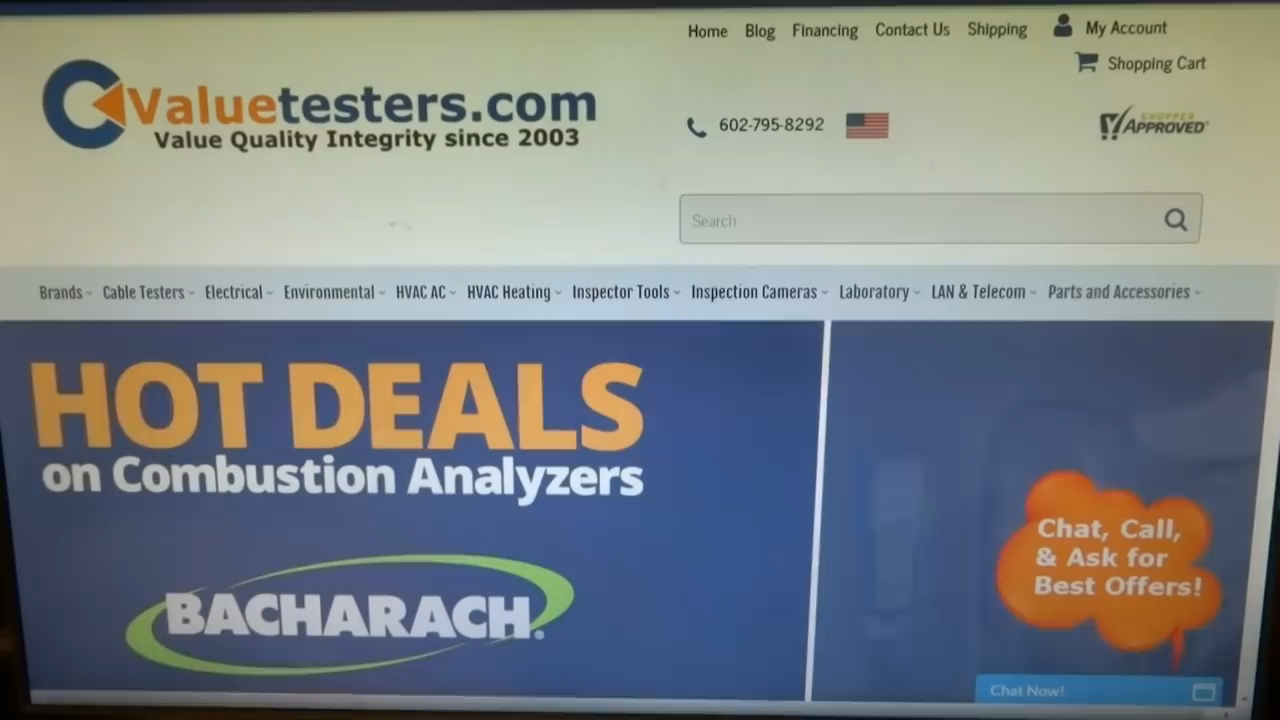 Home Blog Financing Contact Us Shipping My Account
Shopping Cart
Valuetesters.com
Value Quality Integrity since 2003
602-795-8292
SHOPPER
APPROVED
Search
Brands Cable Testers Electrical Environmental HVAC AC HVAC Heating Inspector Tools Inspection Cameras Laboratory LAN & Telecom Parts and Accessories
HOT DEALS
on Combustion Analyzers
BACHARACH
Chat, Call,
& Ask for
Best Offers!
Chat Now!